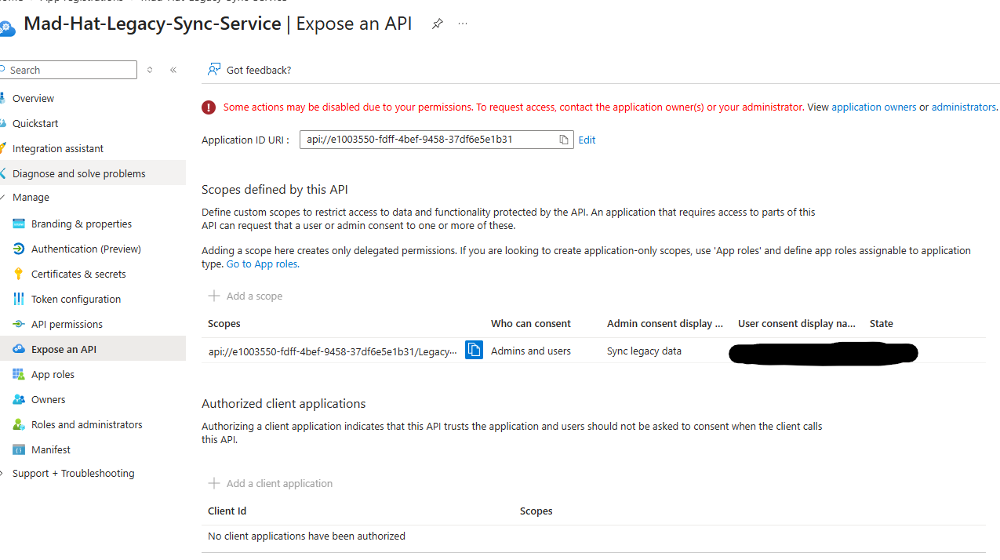 Mad-Hat-Legacy-Sync-Service | Expose an API
Search
Got feedback?
Overview
Quickstart
Integration assistant
Diagnose and solve problems
Manage
Branding & properties
Authentication (Preview)
Certificates & secrets
Token configuration
API permissions
Expose an API
App roles
Owners
Roles and administrators
Manifest
Support + Troubleshooting
Some actions may be disabled due to your permissions. To request access, contact the application owner(s) or your administrator. View application owners or administrators.
Application ID URI : api://e1003550-fdff-4bef-9458-37df6e5e1b31 Edit
Scopes defined by this API
Define custom scopes to restrict access to data and functionality protected by the API. An application that requires access to parts of this
API can request that a user or admin consent to one or more of these.
Adding a scope here creates only delegated permissions. If you are looking to create application-only scopes, use 'App roles' and define app roles assignable to application
type. Go to App roles.
Add a scope
Scopes Who can consent Admin consent display ... User consent display na... State
api://e1003550-fdff-4bef-9458-37df6e5e1b31/Legacy... Admins and users Sync legacy data
Authorized client applications
Authorizing a client application indicates that this API trusts the application and users should not be asked to consent when the client calls
this API.
Add a client application
Client Id Scopes
No client applications have been authorized